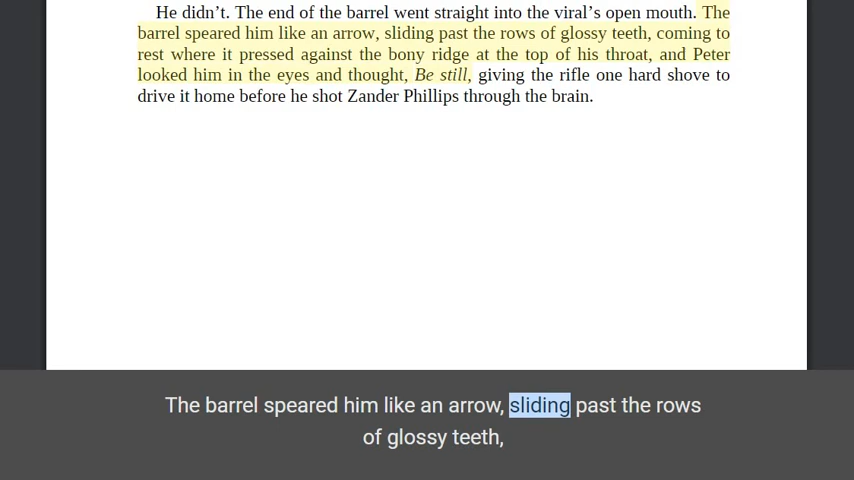 He didn’t. The end of the barrel went straight into the viral’s open mouth. The
barrel speared him like an arrow, sliding past the rows of glossy teeth, coming to
rest where it pressed against the bony ridge at the top of his throat, and Peter
looked him in the eyes and thought, Be still, giving the rifle one hard shove to
drive it home before he shot Zander Phillips through the brain.
The barrel speared him like an arrow, sliding past the rows
of glossy teeth,